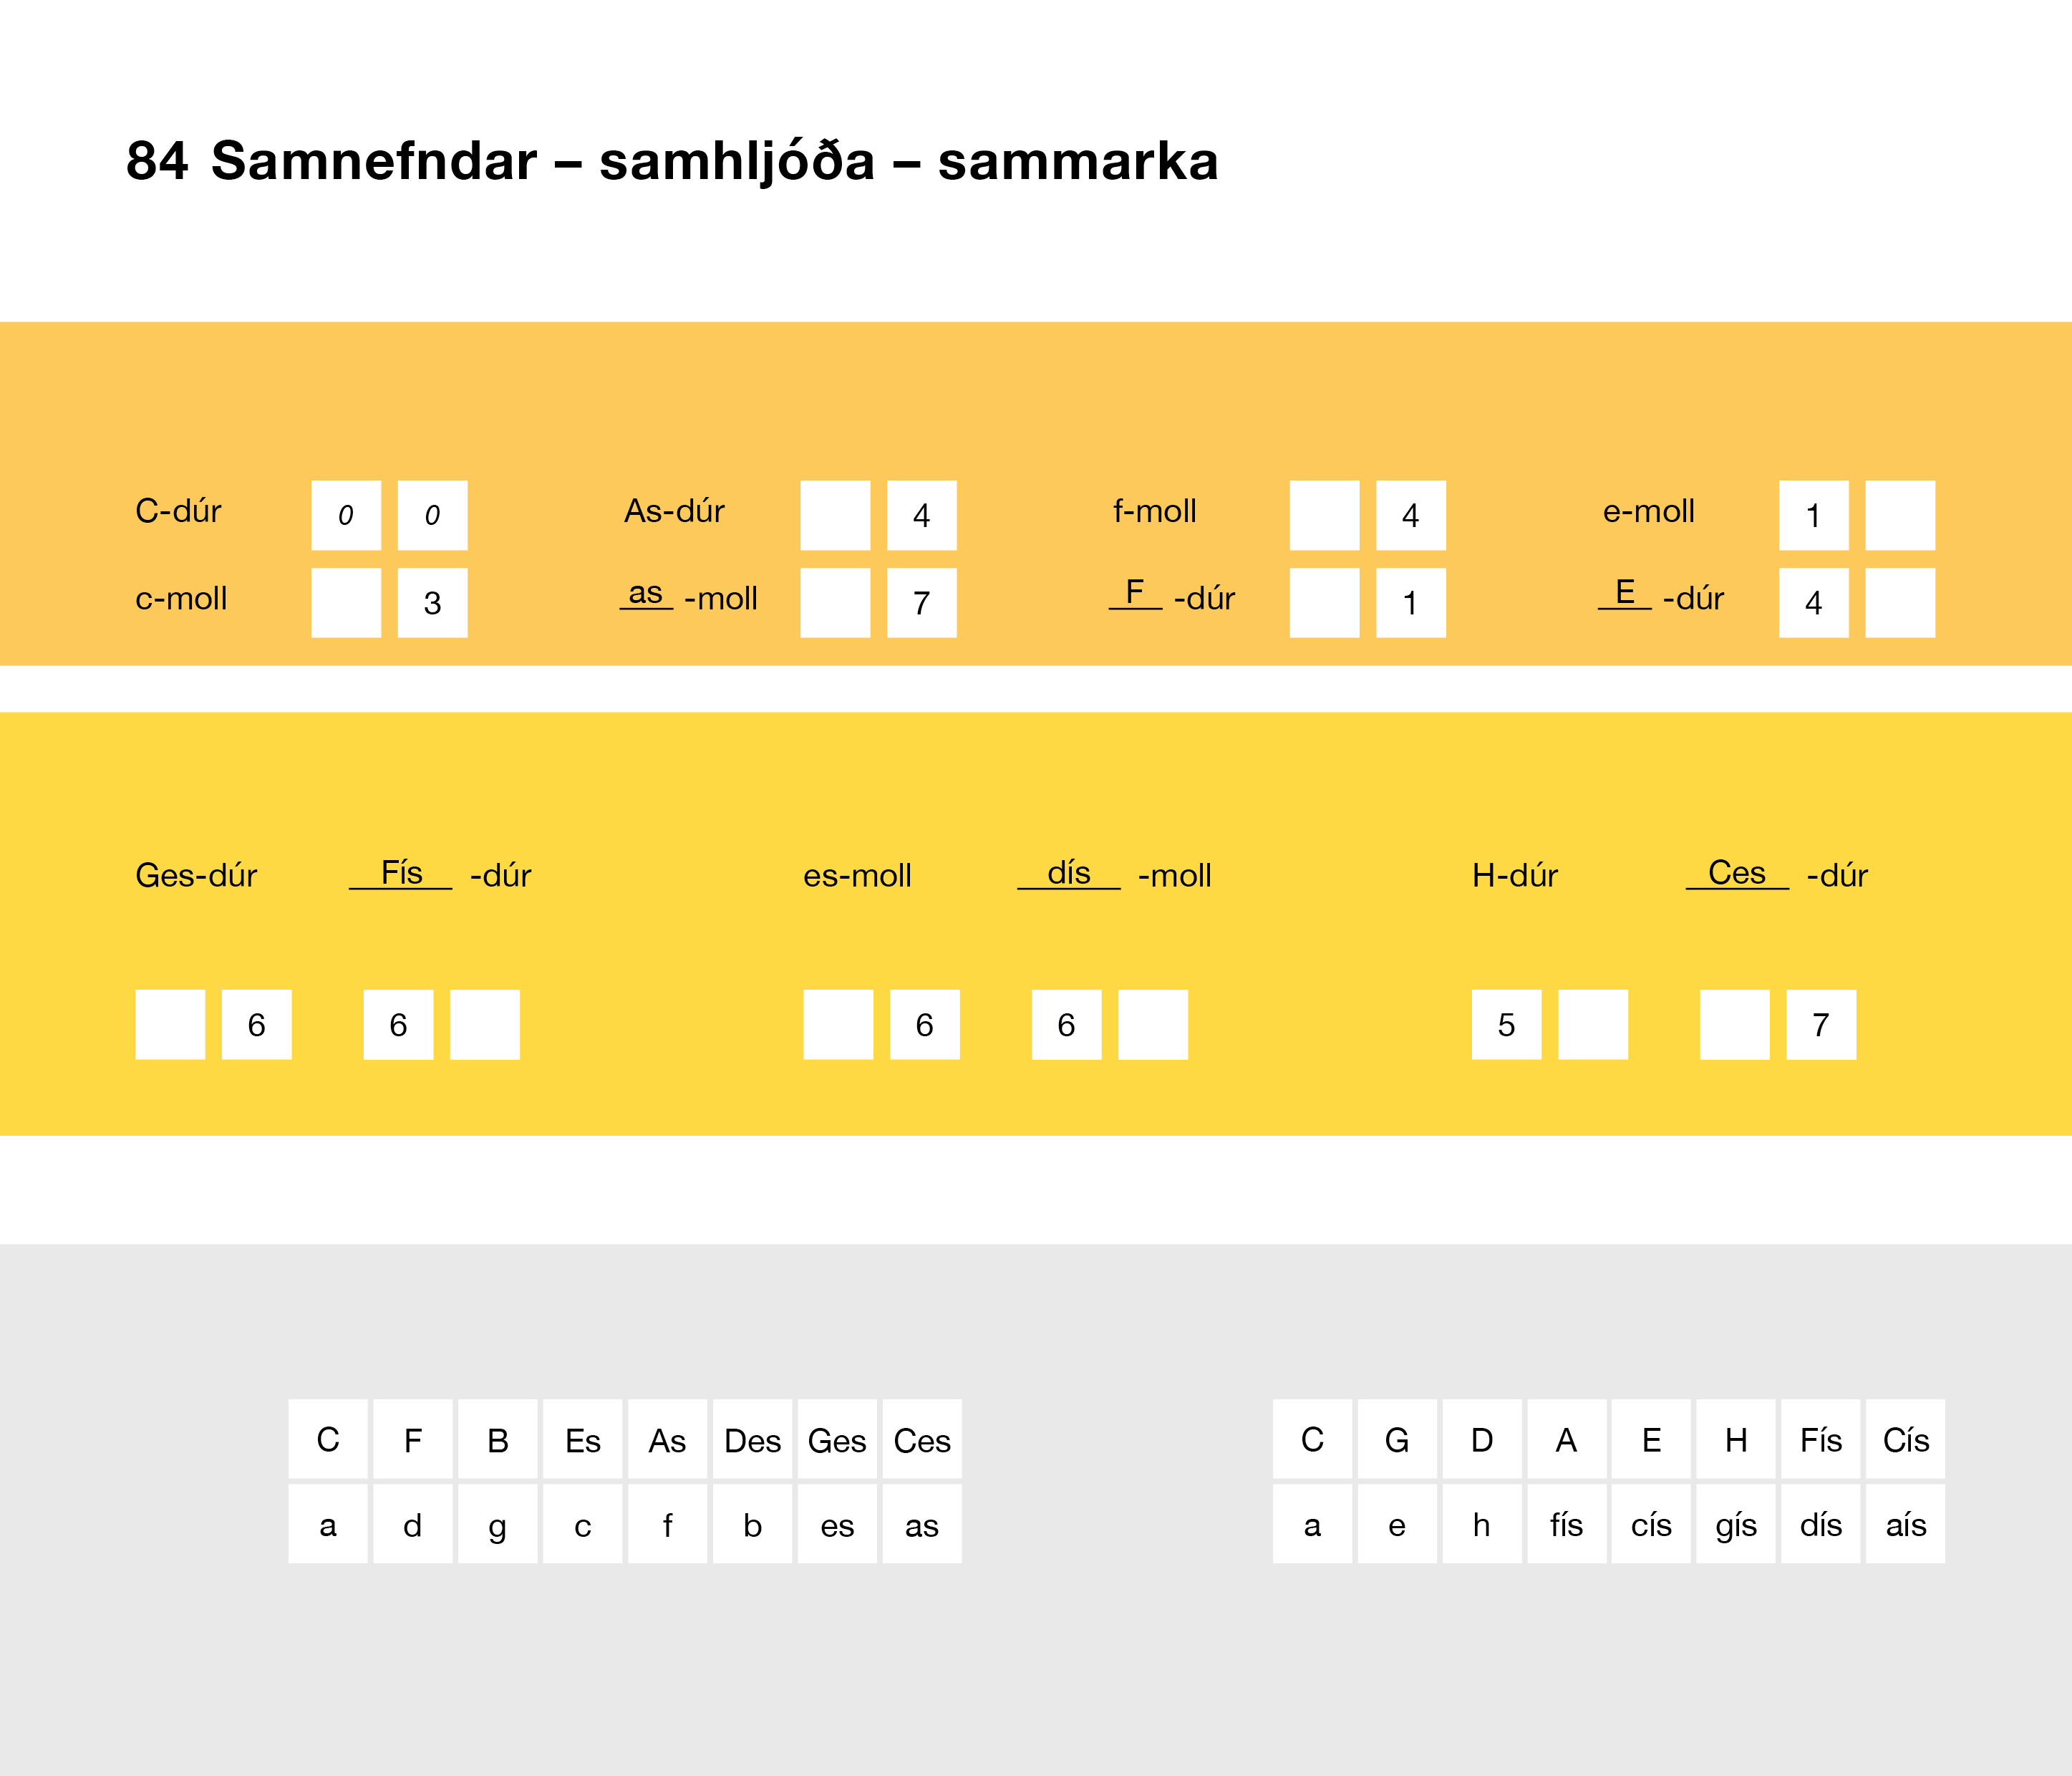 84 Samnefndar – samhljóða – sammarka
C-dúr 0 0 As-dúr 4 f-moll 4 e-moll 1
c-moll 3 as -moll 7 F -dúr 1 E -dúr 4
Ges-dúr Fís -dúr es-moll dís -moll H-dúr Ces -dúr
6 6 6 6 5 7
C F B Es As Des Ges Ces C G D A E H Fís Cís
a d g c f b es as a e h fís cís gís dís aís